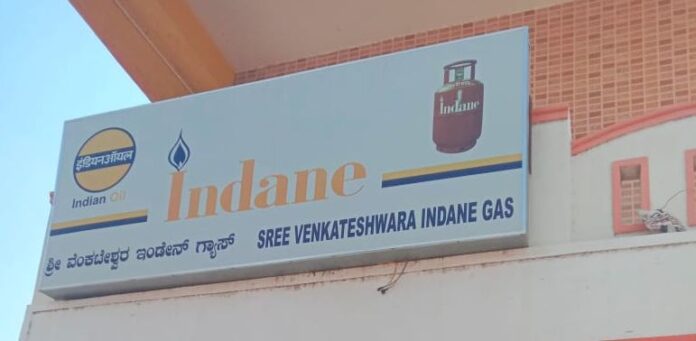 इंडियनऑयल
Indian Oil
indane
indane
ಶ್ರೀ ವೆಂಕಟೇಶ್ವರ ಇಂಡೇನ್ ಗ್ಯಾಸ್
SREE VENKATESHWARA INDANE GAS